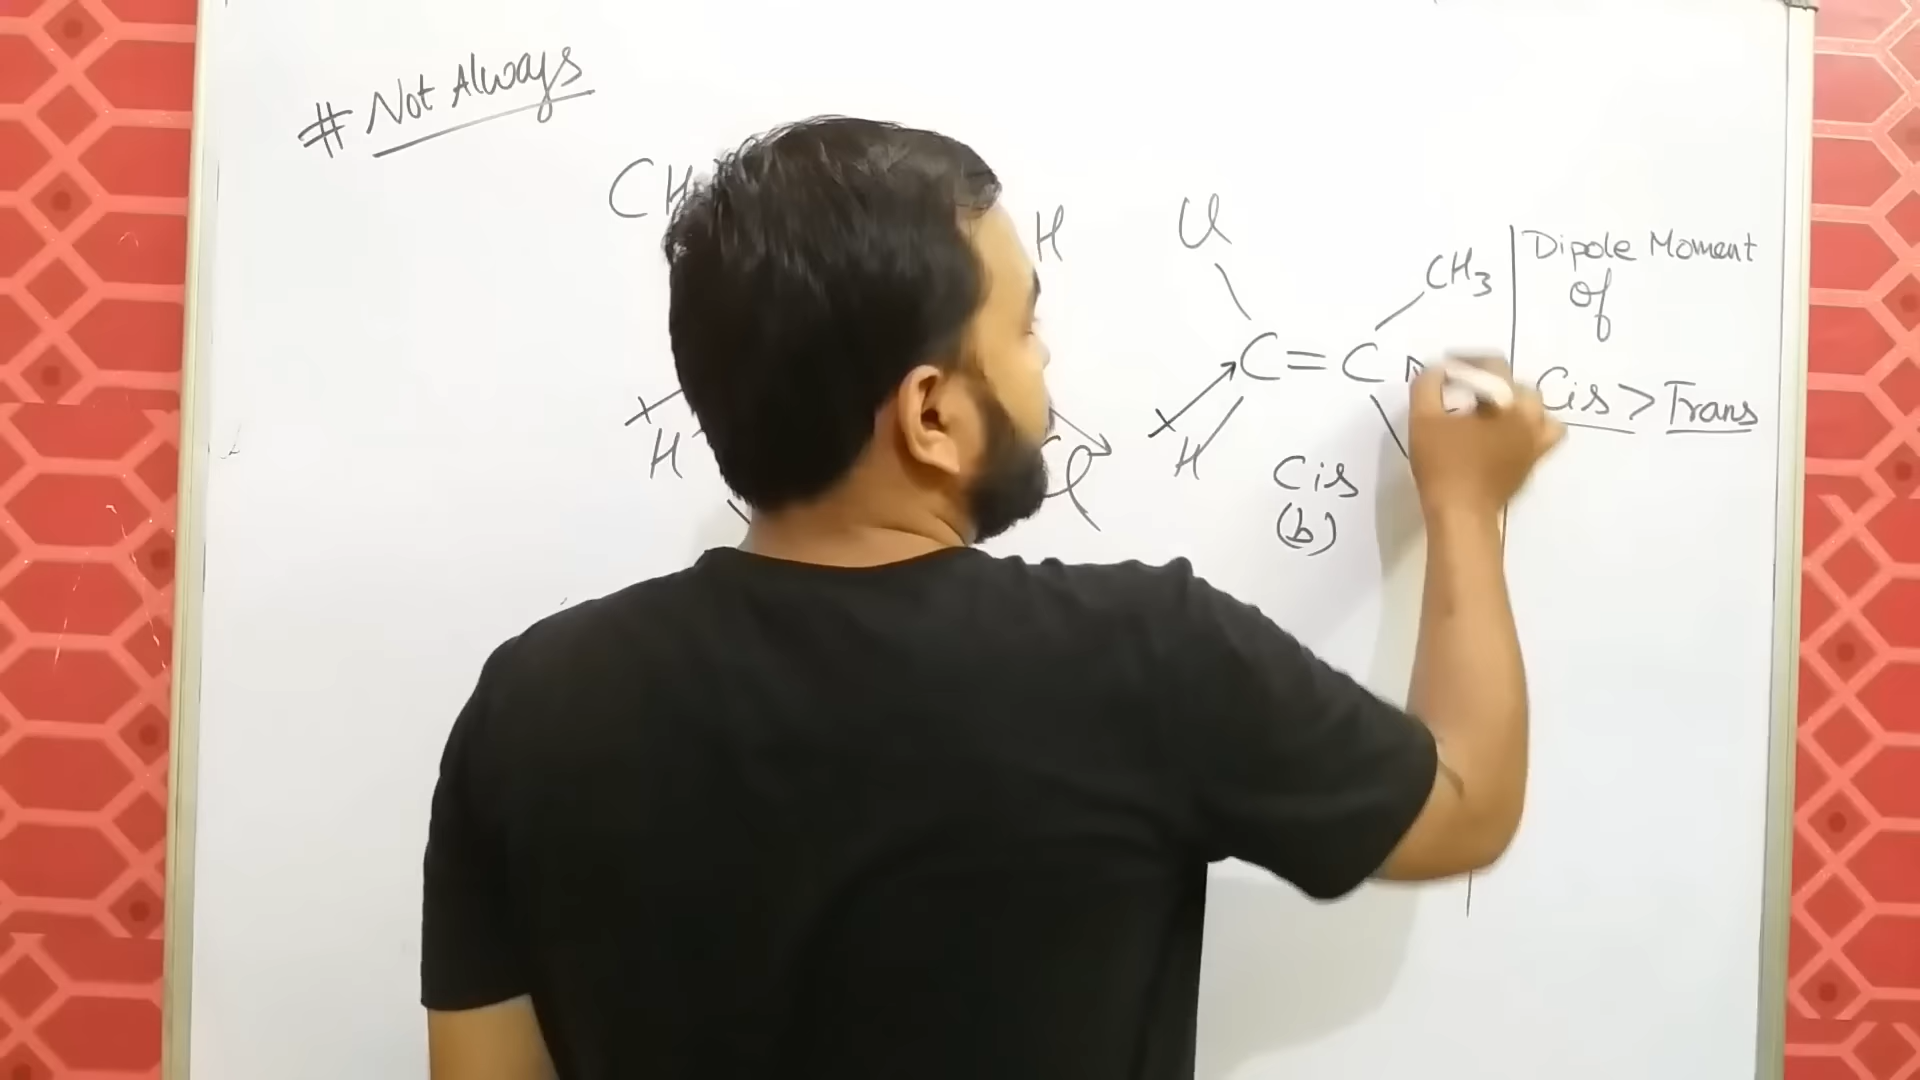 # Not Always
CH
H
H
Cl
Cl
CH3
C=C
H
Cis
(b)
Dipole Moment
of
Cis > Trans